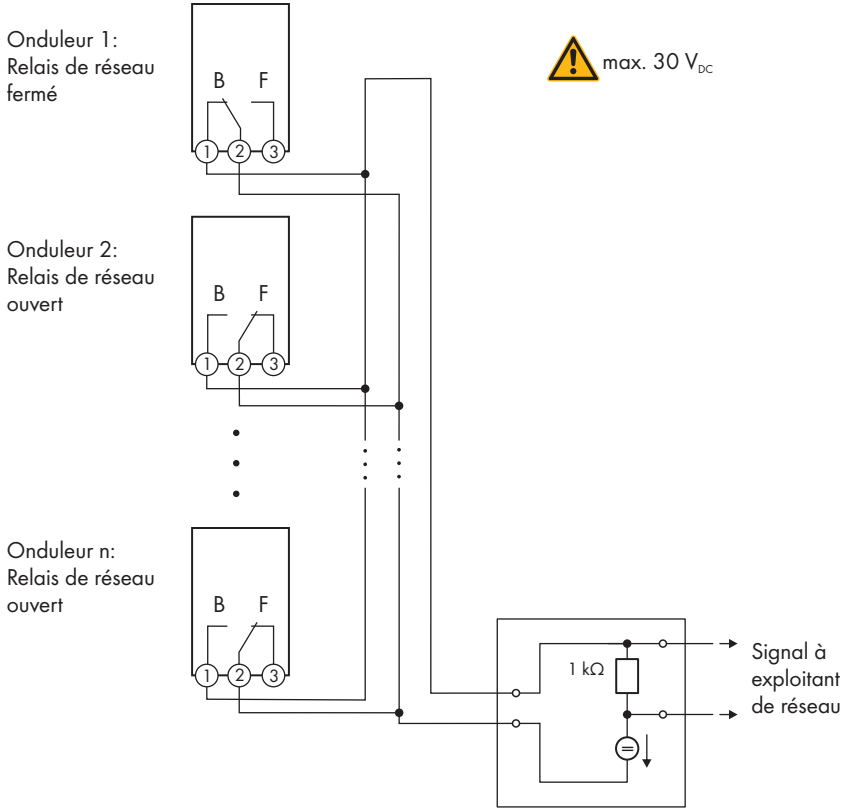 Onduleur 1:
Relais de réseau
fermé
B F
1 2 3
max. 30 VDC
Onduleur 2:
Relais de réseau
ouvert
B F
1 2 3
Onduleur n:
Relais de réseau
ouvert
B F
1 2 3
1 kΩ
Signal à
exploitant
de réseau